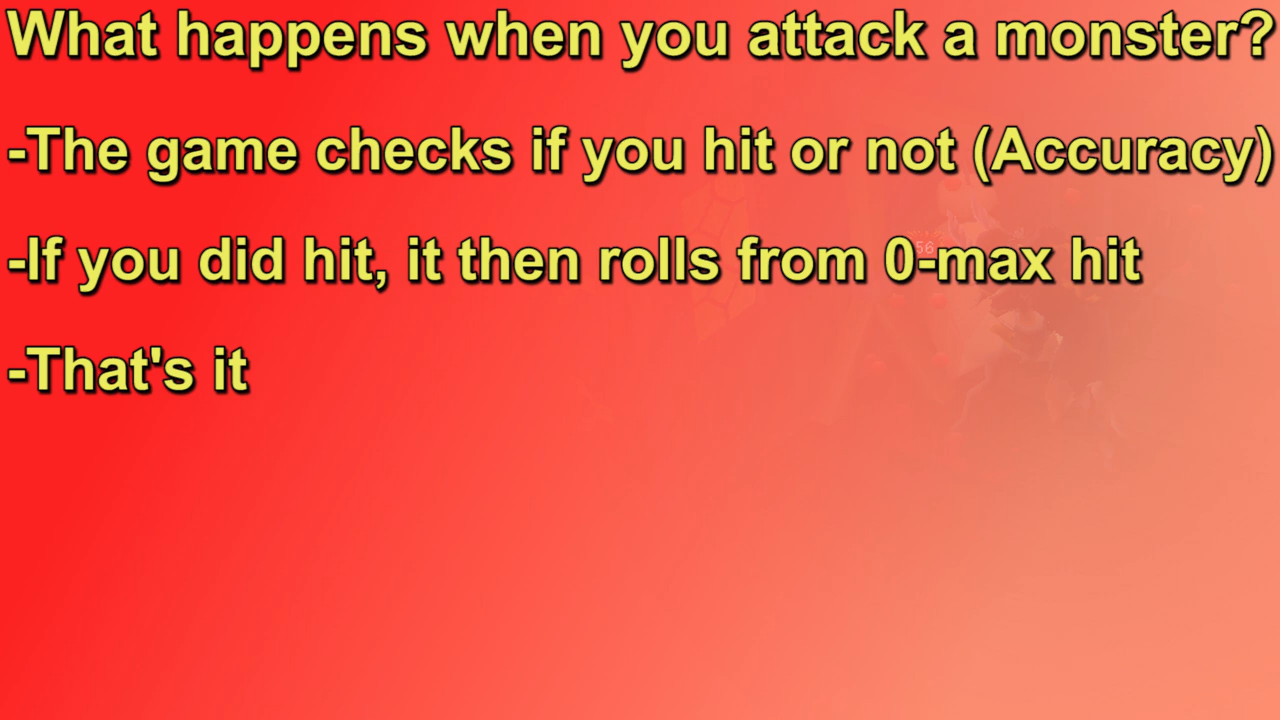 What happens when you attack a monster?
-The game checks if you hit or not (Accuracy)
56
-If you did hit, it then rolls from 0-max hit
-That's it